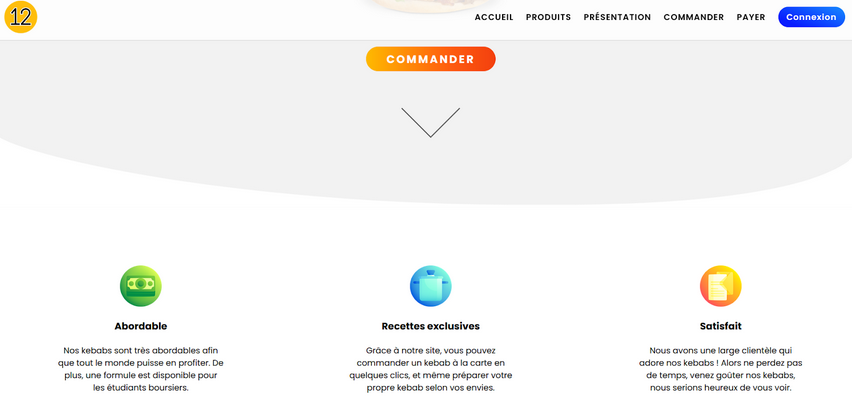 12
ACCUEIL PRODUITS PRÉSENTATION COMMANDER PAYER Connexion
COMMANDER
Abordable
Nos kebabs sont très abordables afin
que tout le monde puisse en profiter. De
plus, une formule est disponible pour
les étudiants boursiers.
Recettes exclusives
Grâce à notre site, vous pouvez
commander un kebab à la carte en
quelques clics, et même préparer votre
propre kebab selon vos envies.
Satisfait
Nous avons une large clientèle qui
adore nos kebabs ! Alors ne perdez pas
de temps, venez goûter nos kebabs,
nous serions heureux de vous voir.